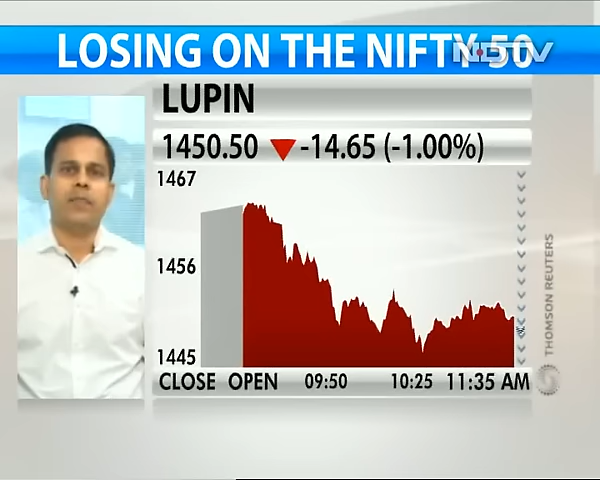 LOSING ON THE NIFTY 50
NDTV
LUPIN
1450.50 ▼ -14.65 (-1.00%)
1467
1456
1445
CLOSE OPEN 09:50 10:25 11:35 AM
THOMSON REUTERS